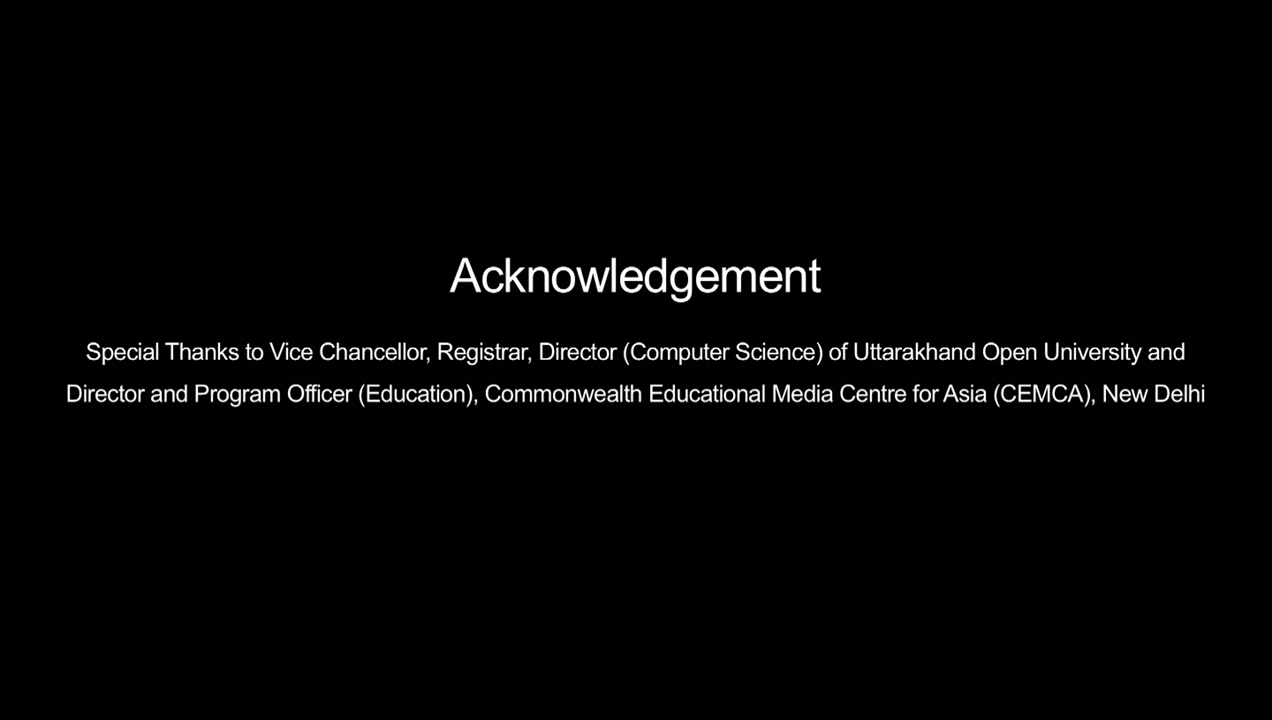 Acknowledgement
Special Thanks to Vice Chancellor, Registrar, Director (Computer Science) of Uttarakhand Open University and
Director and Program Officer (Education), Commonwealth Educational Media Centre for Asia (CEMCA), New Delhi